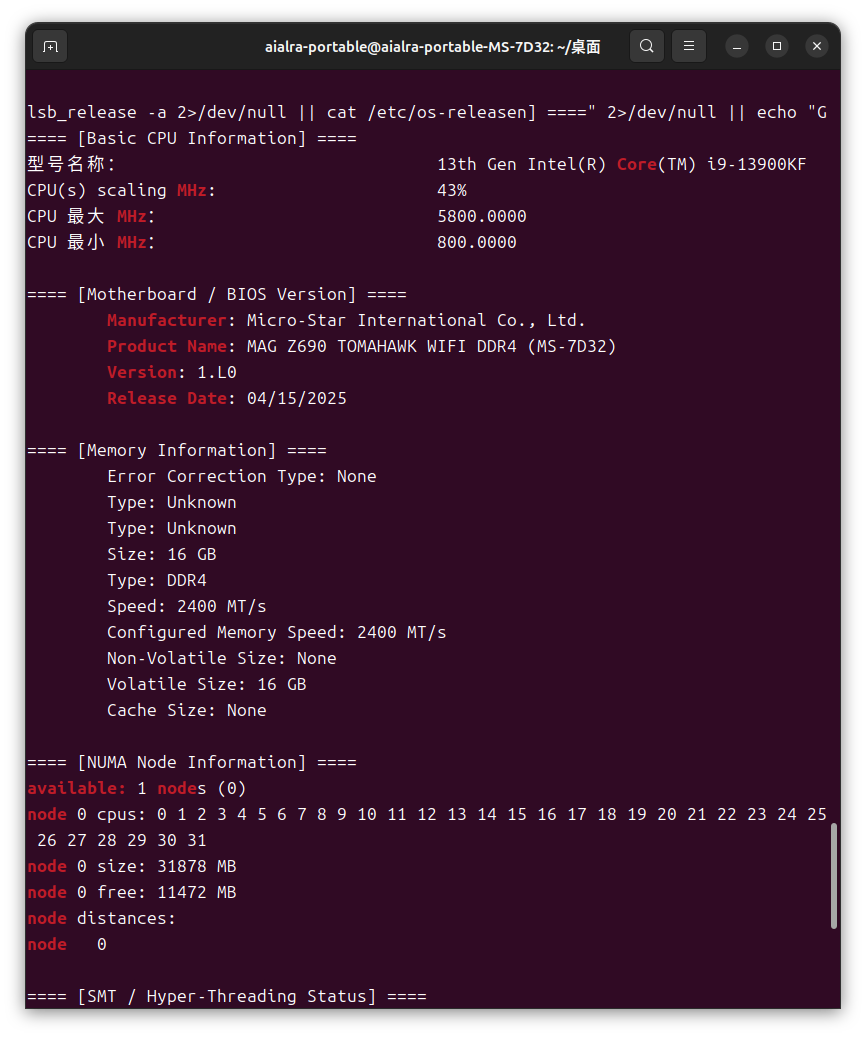 aialra-portable@aialra-portable-MS-7D32: ~/桌面
lsb_release -a 2>/dev/null || cat /etc/os-releasen] ====" 2>/dev/null || echo "G
==== [Basic CPU Information] ====
型号名称：                                13th Gen Intel(R) Core(TM) i9-13900KF
CPU(s) scaling MHz:                      43%
CPU 最大 MHz：                            5800.0000
CPU 最小 MHz：                            800.0000
==== [Motherboard / BIOS Version] ====
        Manufacturer: Micro-Star International Co., Ltd.
        Product Name: MAG Z690 TOMAHAWK WIFI DDR4 (MS-7D32)
        Version: 1.L0
        Release Date: 04/15/2025
==== [Memory Information] ====
        Error Correction Type: None
        Type: Unknown
        Type: Unknown
        Size: 16 GB
        Type: DDR4
        Speed: 2400 MT/s
        Configured Memory Speed: 2400 MT/s
        Non-Volatile Size: None
        Volatile Size: 16 GB
        Cache Size: None
==== [NUMA Node Information] ====
available: 1 nodes (0)
node 0 cpus: 0 1 2 3 4 5 6 7 8 9 10 11 12 13 14 15 16 17 18 19 20 21 22 23 24 25
 26 27 28 29 30 31
node 0 size: 31878 MB
node 0 free: 11472 MB
node distances:
node   0
==== [SMT / Hyper-Threading Status] ====